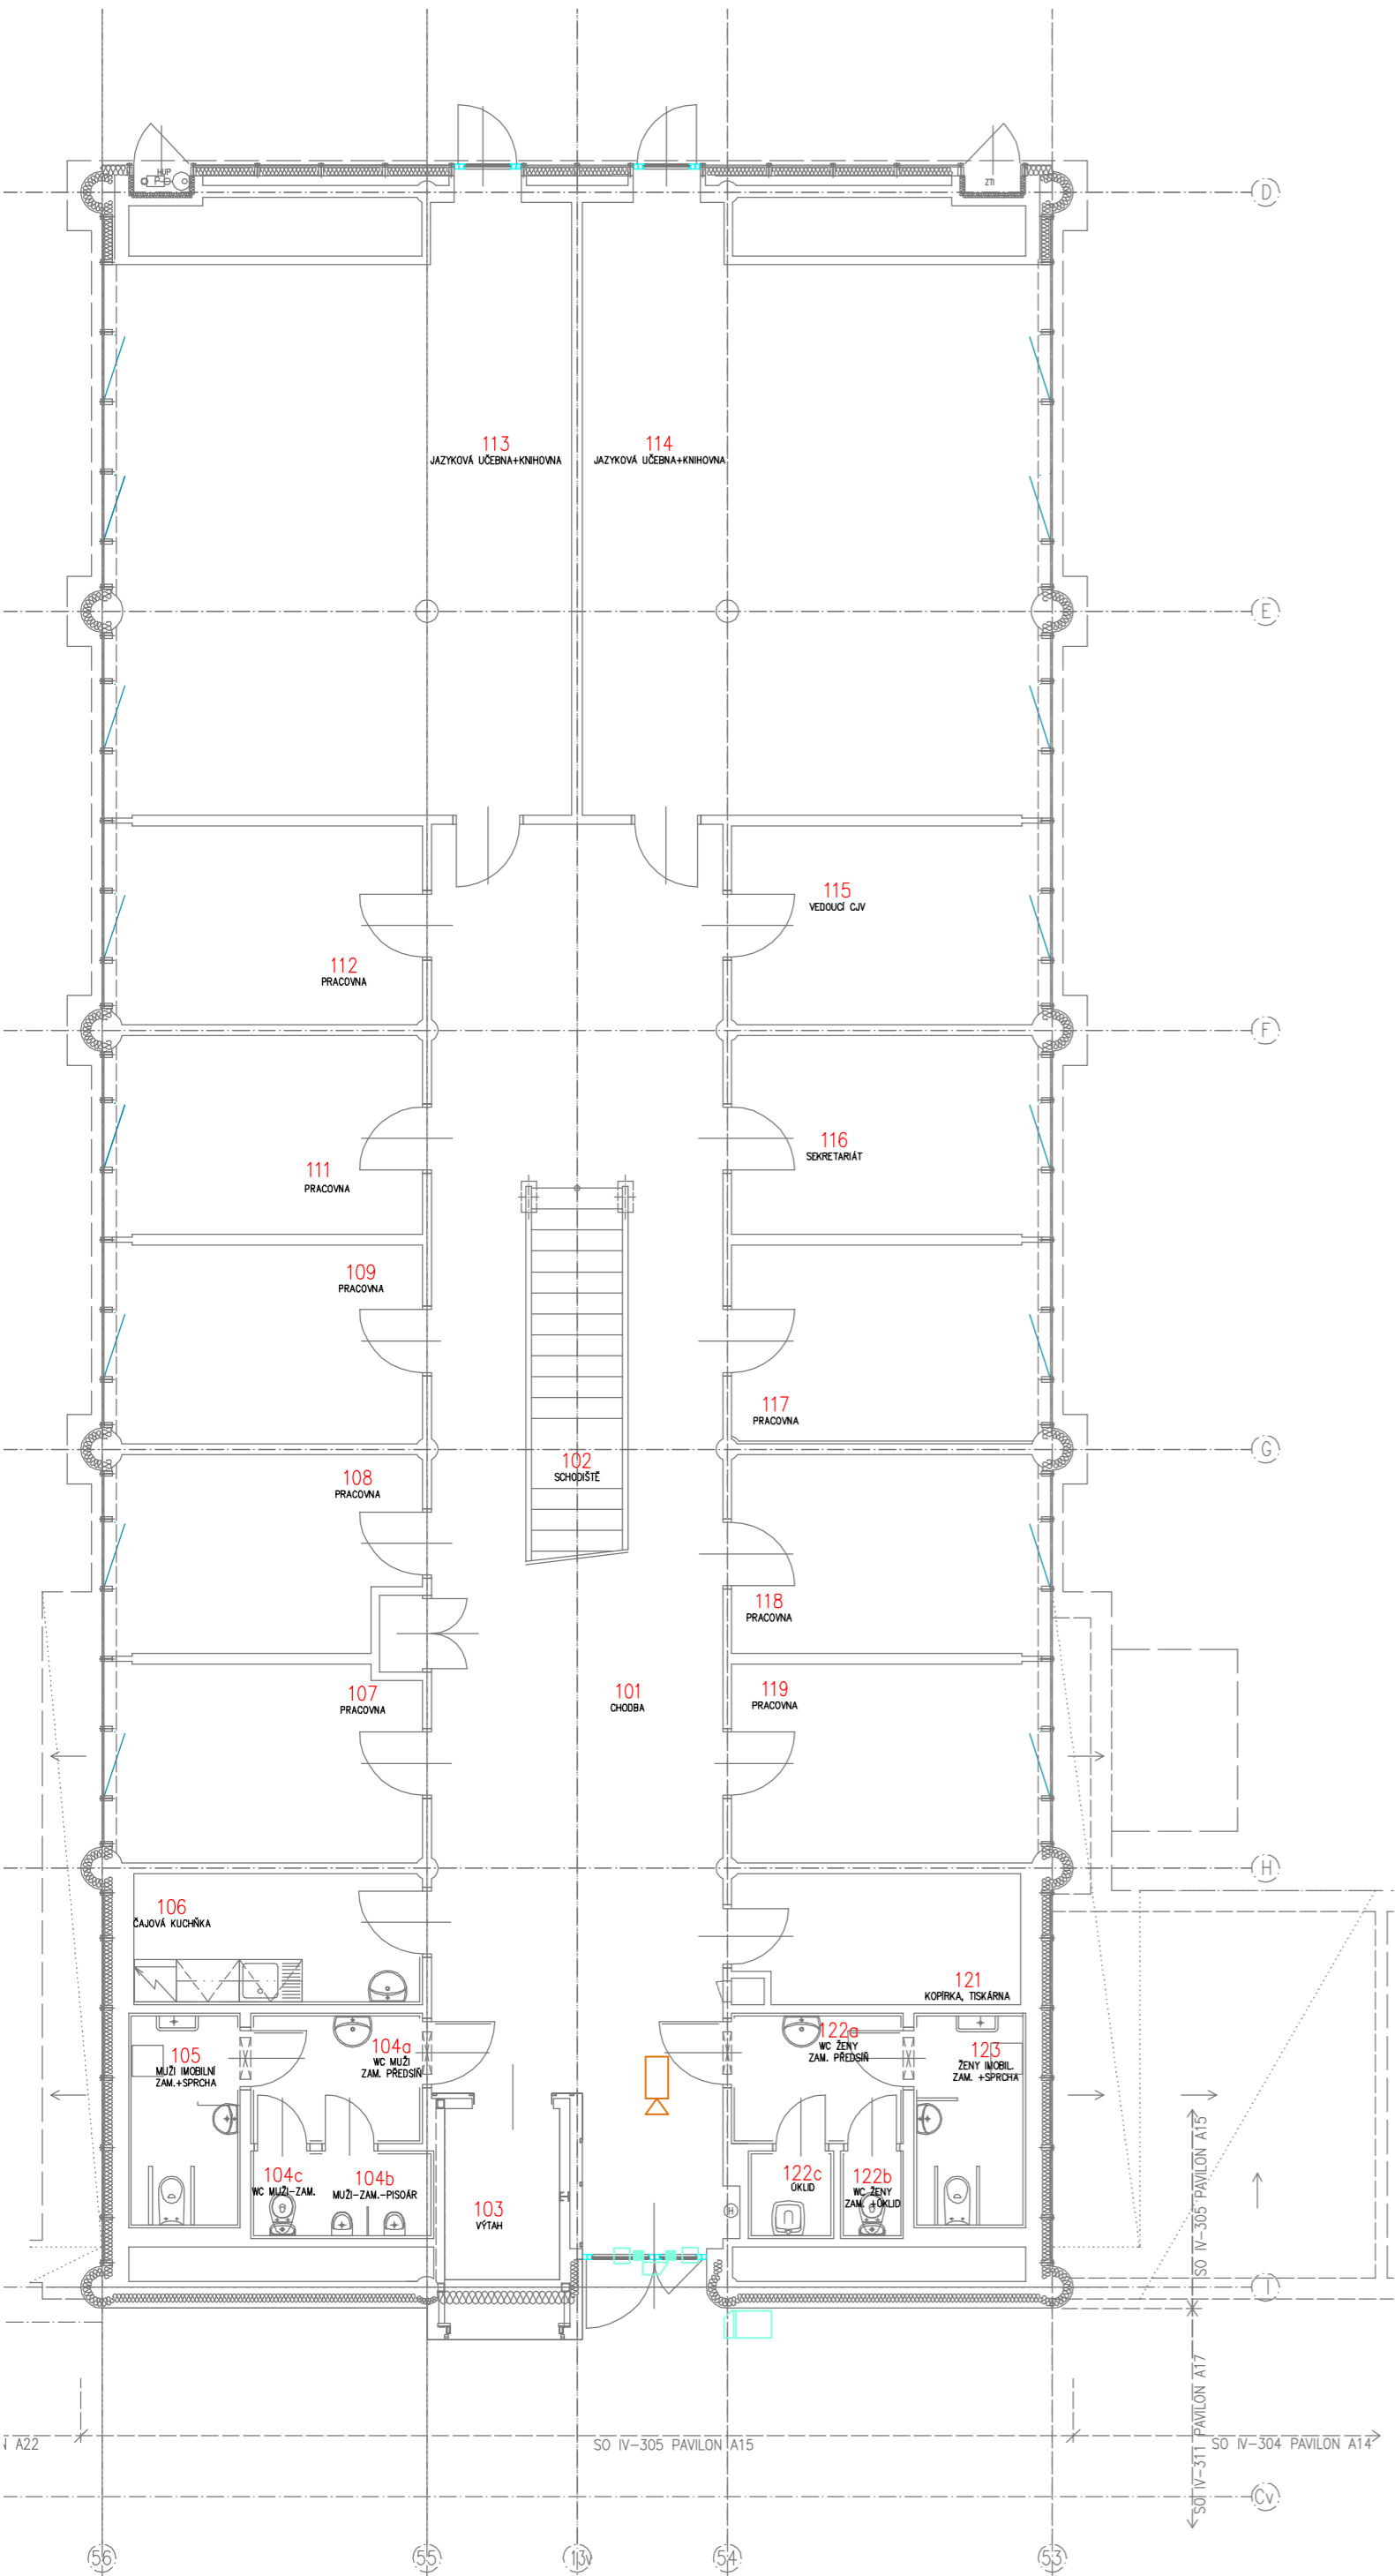 HUP
ZTI
D
113
JAZYKOVÁ UČEBNA+KNIHOVNA
114
JAZYKOVÁ UČEBNA+KNIHOVNA
E
115
VEDOUCÍ CJV
112
PRACOVNA
F
116
SEKRETARIÁT
111
PRACOVNA
109
PRACOVNA
117
PRACOVNA
G
102
SCHODIŠTĚ
108
PRACOVNA
118
PRACOVNA
101
CHODBA
119
PRACOVNA
107
PRACOVNA
H
106
ČAJOVÁ KUCHŇKA
121
KOPÍRKA, TISKÁRNA
105
MUŽI IMOBILNÍ
ZAM.+SPRCHA
104a
WC MUŽI
ZAM. PŘEDSÍŇ
122a
WC ŽENY
ZAM. PŘEDSÍŇ
123
ŽENY IMOBIL.
ZAM. +SPRCHA
104c
WC MUŽI-ZAM.
104b
MUŽI-ZAM.-PISOÁR
103
VÝTAH
122c
ÚKLID
122b
WC ŽENY
ZAM. +ÚKLID
H
SO IV-305 PAVILON A15
I
SO IV-311 PAVILON A17
A22
SO IV-305 PAVILON A15
SO IV-304 PAVILON A14
Cv
56
55
13v
54
53